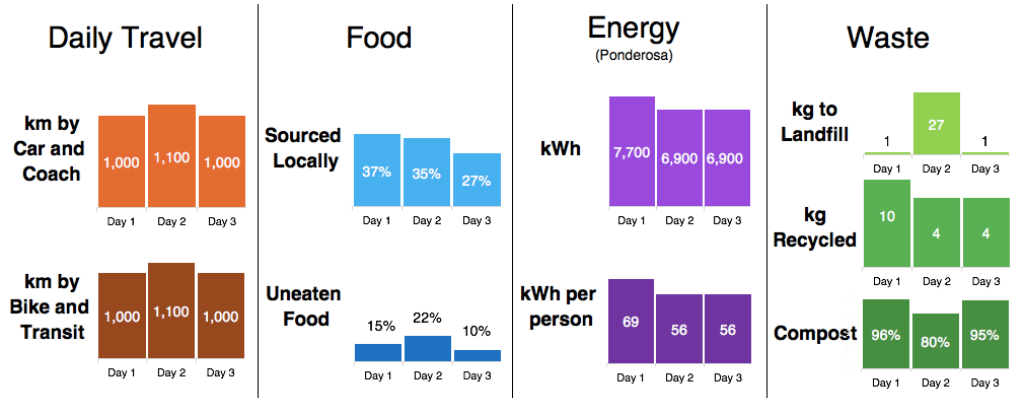 Daily Travel
km by
Car and
Coach
1,000
1,100
1,000
Day 1
Day 2
Day 3
km by
Bike and
Transit
1,000
1,100
1,000
Day 1
Day 2
Day 3
Food
Sourced
Locally
37%
35%
27%
Day 1
Day 2
Day 3
Uneaten
Food
15%
22%
10%
Day 1
Day 2
Day 3
Energy
(Ponderosa)
kWh
7,700
6,900
6,900
Day 1
Day 2
Day 3
kWh per
person
69
56
56
Day 1
Day 2
Day 3
Waste
kg to
Landfill
1
27
1
Day 1
Day 2
Day 3
kg
Recycled
10
4
4
Day 1
Day 2
Day 3
Compost
96%
80%
95%
Day 1
Day 2
Day 3